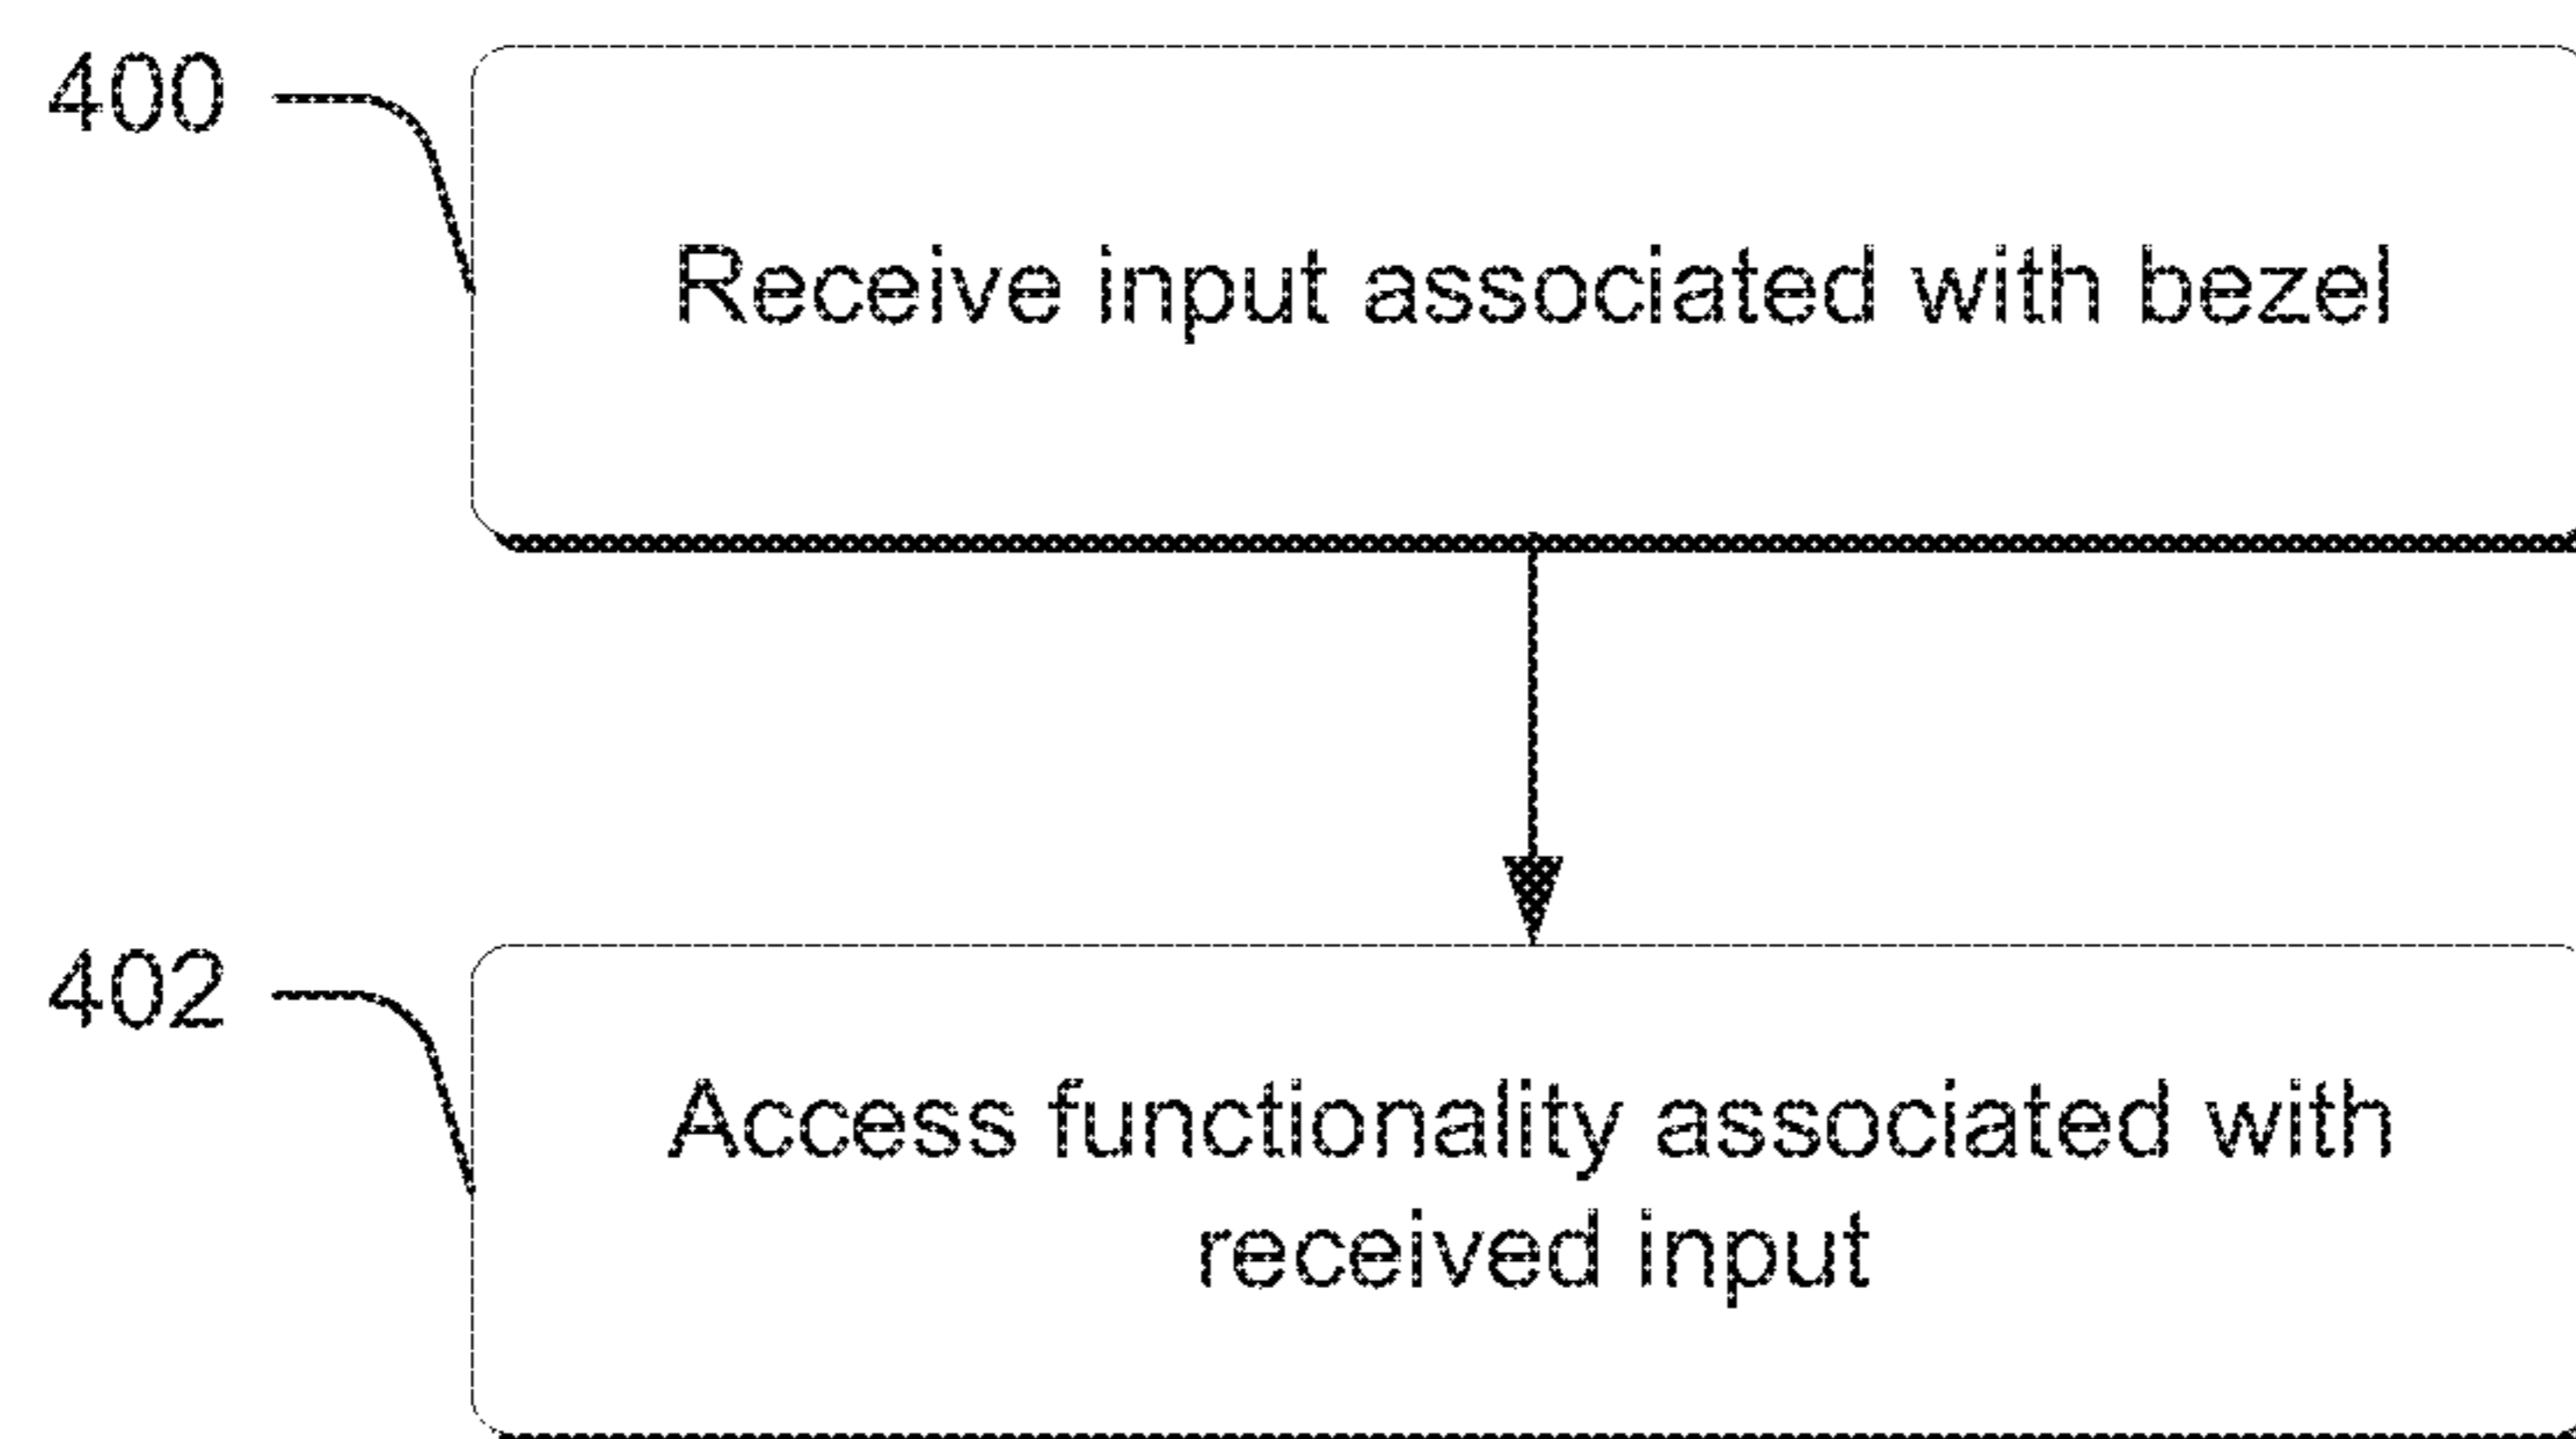 400
Receive input associated with bezel
402
Access functionality associated with
received input